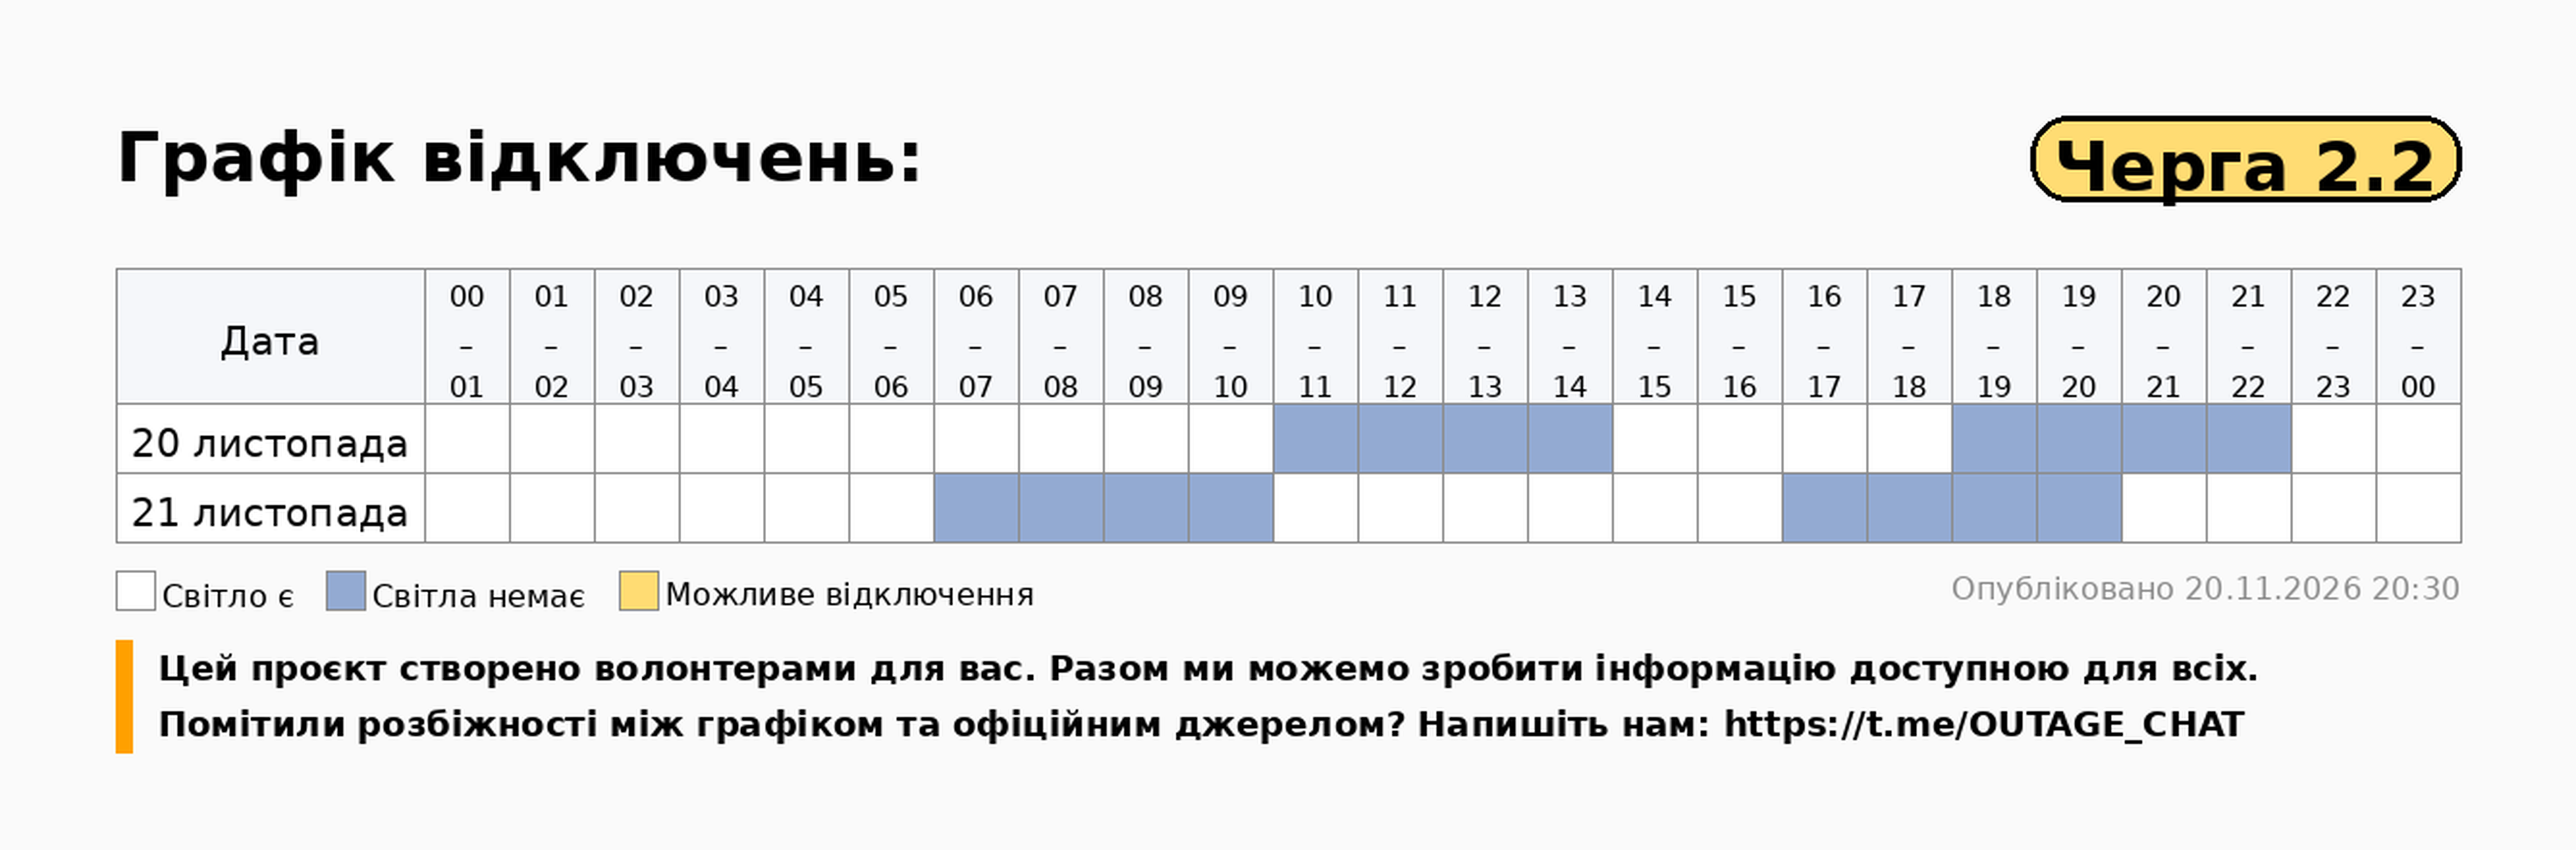 Графік відключень:
Черга 2.2
Дата
00 – 01
01 – 02
02 – 03
03 – 04
04 – 05
05 – 06
06 – 07
07 – 08
08 – 09
09 – 10
10 – 11
11 – 12
12 – 13
13 – 14
14 – 15
15 – 16
16 – 17
17 – 18
18 – 19
19 – 20
20 – 21
21 – 22
22 – 23
23 – 00
20 листопада
21 листопада
Світло є
Світла немає
Можливе відключення
Опубліковано 20.11.2026 20:30
Цей проєкт створено волонтерами для вас. Разом ми можемо зробити інформацію доступною для всіх.
Помітили розбіжності між графіком та офіційним джерелом? Напишіть нам: https://t.me/OUTAGE_CHAT